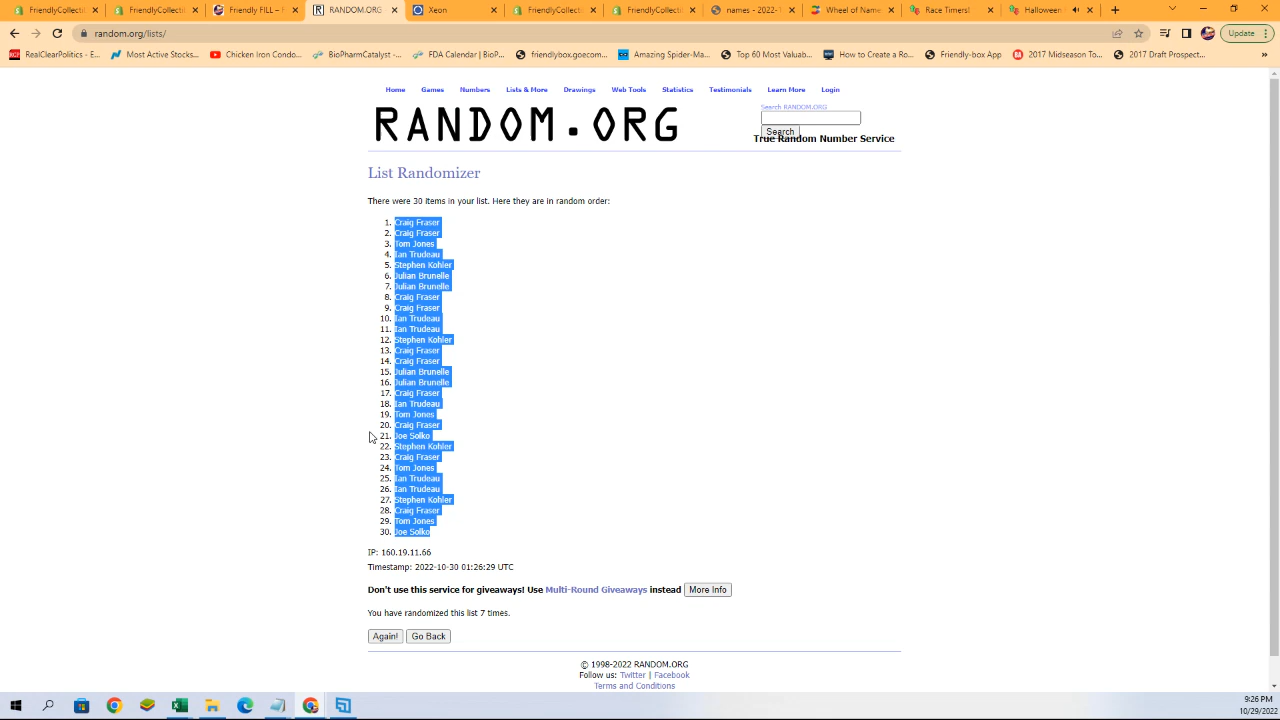 FriendlyCollectib
FriendlyCollectib
Friendly FILL – F
RANDOM.ORG
Xeon
FriendlyCollectib
FriendlyCollectib
names - 2022-1
Wheel of Name
Race Timers!
Halloween
random.org/lists/
Update
RealClearPolitics - E...
Most Active Stocks...
Chicken Iron Condo...
BioPharmCatalyst -...
FDA Calendar | BioP...
friendlybox.goecom...
Amazing Spider-Ma...
Top 60 Most Valuab...
How to Create a Ro...
Friendly-box App
2017 Midseason To...
2017 Draft Prospect...
»
Home Games Numbers Lists & More Drawings Web Tools Statistics Testimonials Learn More Login
RANDOM.ORG
Search RANDOM.ORG
Search
True Random Number Service
List Randomizer
There were 30 items in your list. Here they are in random order:
1. Craig Fraser
2. Craig Fraser
3. Tom Jones
4. Ian Trudeau
5. Stephen Kohler
6. Julian Brunelle
7. Julian Brunelle
8. Craig Fraser
9. Craig Fraser
10. Ian Trudeau
11. Ian Trudeau
12. Stephen Kohler
13. Craig Fraser
14. Craig Fraser
15. Julian Brunelle
16. Julian Brunelle
17. Craig Fraser
18. Ian Trudeau
19. Tom Jones
20. Craig Fraser
21. Joe Solko
22. Stephen Kohler
23. Craig Fraser
24. Tom Jones
25. Ian Trudeau
26. Ian Trudeau
27. Stephen Kohler
28. Craig Fraser
29. Tom Jones
30. Joe Solko
IP: 160.19.11.66
Timestamp: 2022-10-30 01:26:29 UTC
Don't use this service for giveaways! Use Multi-Round Giveaways instead More Info
You have randomized this list 7 times.
Again! Go Back
© 1998-2022 RANDOM.ORG
Follow us: Twitter | Facebook
Terms and Conditions
9:26 PM
10/29/2022